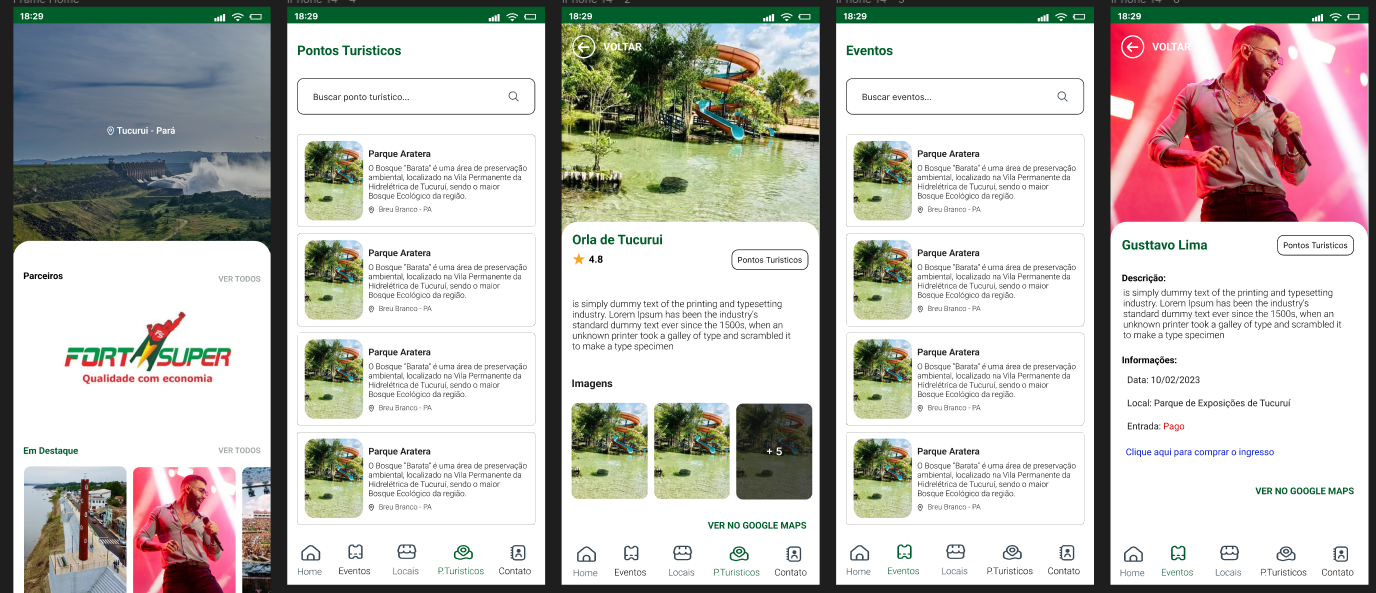 18:29
Tucurui - Pará
Parceiros
VER TODOS
FS
FORT SUPER
Qualidade com economia
Em Destaque
VER TODOS
18:29
Pontos Turisticos
Buscar ponto turistico...
Parque Aratera
O Bosque "Barata" é uma área de preservação
ambiental, localizado na Vila Permanente da
Hidrelétrica de Tucuruí, sendo o maior
Bosque Ecológico da região.
Breu Branco - PA
Parque Aratera
O Bosque "Barata" é uma área de preservação
ambiental, localizado na Vila Permanente da
Hidrelétrica de Tucuruí, sendo o maior
Bosque Ecológico da região.
Breu Branco - PA
Parque Aratera
O Bosque "Barata" é uma área de preservação
ambiental, localizado na Vila Permanente da
Hidrelétrica de Tucuruí, sendo o maior
Bosque Ecológico da região.
Breu Branco - PA
Parque Aratera
O Bosque "Barata" é uma área de preservação
ambiental, localizado na Vila Permanente da
Hidrelétrica de Tucuruí, sendo o maior
Bosque Ecológico da região.
Breu Branco - PA
Home Eventos Locais P.Turisticos Contato
18:29
VOLTAR
Orla de Tucurui
4.8
Pontos Turisticos
is simply dummy text of the printing and typesetting
industry. Lorem Ipsum has been the industry's
standard dummy text ever since the 1500s, when an
unknown printer took a galley of type and scrambled it
to make a type specimen
Imagens
+ 5
VER NO GOOGLE MAPS
Home Eventos Locais P.Turisticos Contato
18:29
Eventos
Buscar eventos...
Parque Aratera
O Bosque "Barata" é uma área de preservação
ambiental, localizado na Vila Permanente da
Hidrelétrica de Tucuruí, sendo o maior
Bosque Ecológico da região.
Breu Branco - PA
Parque Aratera
O Bosque "Barata" é uma área de preservação
ambiental, localizado na Vila Permanente da
Hidrelétrica de Tucuruí, sendo o maior
Bosque Ecológico da região.
Breu Branco - PA
Parque Aratera
O Bosque "Barata" é uma área de preservação
ambiental, localizado na Vila Permanente da
Hidrelétrica de Tucuruí, sendo o maior
Bosque Ecológico da região.
Breu Branco - PA
Parque Aratera
O Bosque "Barata" é uma área de preservação
ambiental, localizado na Vila Permanente da
Hidrelétrica de Tucuruí, sendo o maior
Bosque Ecológico da região.
Breu Branco - PA
Home Eventos Locais P.Turisticos Contato
18:29
VOLTAR
Gusttavo Lima
Pontos Turisticos
Descrição:
is simply dummy text of the printing and typesetting
industry. Lorem Ipsum has been the industry's
standard dummy text ever since the 1500s, when an
unknown printer took a galley of type and scrambled it
to make a type specimen
Informações:
Data: 10/02/2023
Local: Parque de Exposições de Tucuruí
Entrada: Pago
Clique aqui para comprar o ingresso
VER NO GOOGLE MAPS
Home Eventos Locais P.Turisticos Contato